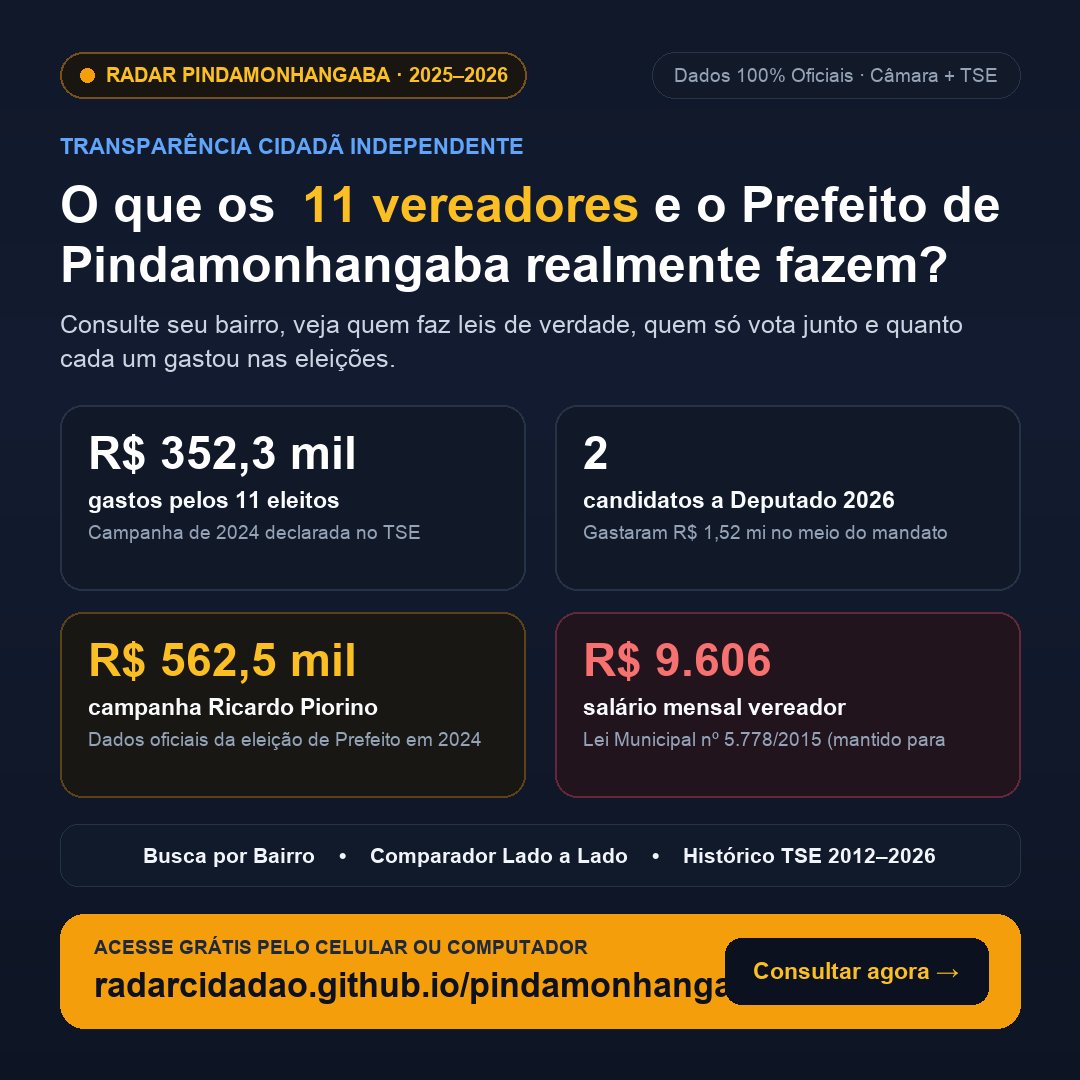 RADAR PINDAMONHANGABA · 2025–2026
Dados 100% Oficiais · Câmara + TSE
TRANSPARÊNCIA CIDADÃ INDEPENDENTE
O que os 11 vereadores e o Prefeito de
Pindamonhangaba realmente fazem?
Consulte seu bairro, veja quem faz leis de verdade, quem só vota junto e quanto
cada um gastou nas eleições.
R$ 352,3 mil
gastos pelos 11 eleitos
Campanha de 2024 declarada no TSE
2
candidatos a Deputado 2026
Gastaram R$ 1,52 mi no meio do mandato
R$ 562,5 mil
campanha Ricardo Piorino
Dados oficiais da eleição de Prefeito em 2024
R$ 9.606
salário mensal vereador
Lei Municipal nº 5.778/2015 (mantido para
Busca por Bairro • Comparador Lado a Lado • Histórico TSE 2012–2026
ACESSE GRÁTIS PELO CELULAR OU COMPUTADOR
radarcidadao.github.io/pindamonhanga
Consultar agora →